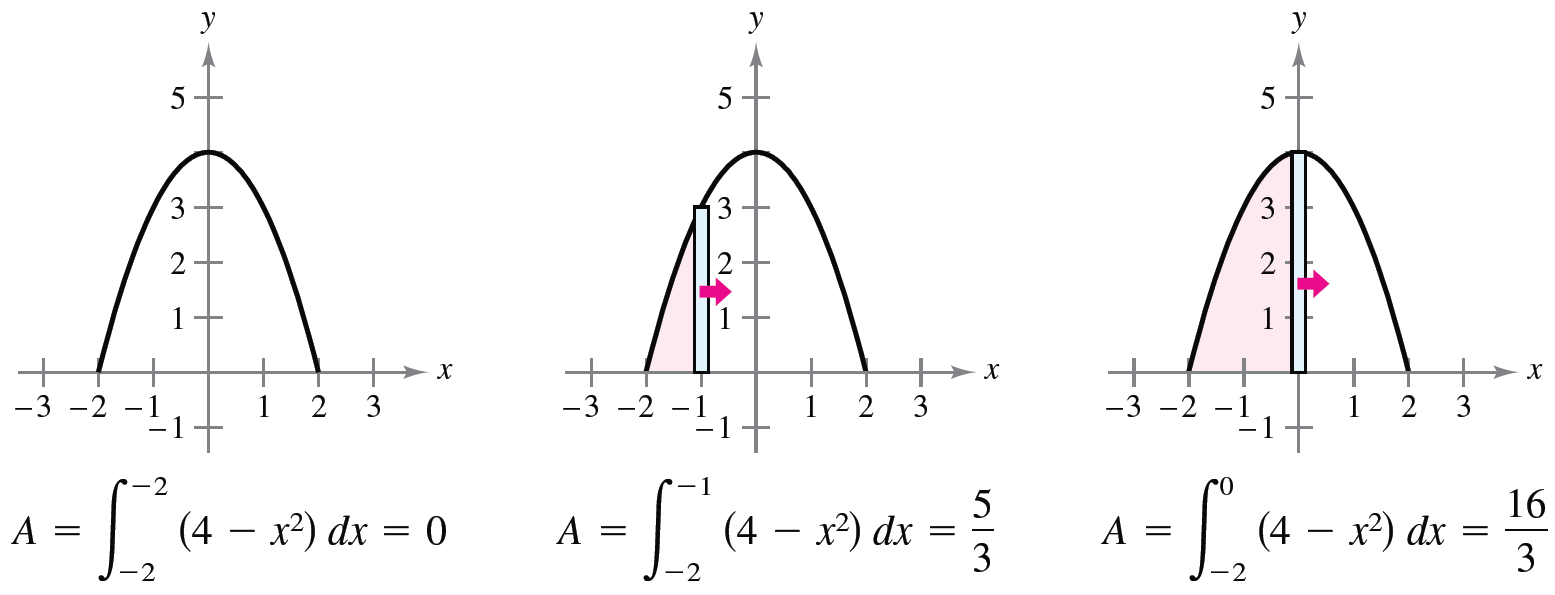 y
5
3
2
1
−3 −2 −1 1 2 3 x
−1
A = ∫_{−2}^{−2} (4 − x²) dx = 0
y
5
3
2
1
−3 −2 −1 1 2 3 x
−1
A = ∫_{−2}^{−1} (4 − x²) dx = 5/3
y
5
3
2
1
−3 −2 −1 1 2 3 x
−1
A = ∫_{−2}^{0} (4 − x²) dx = 16/3